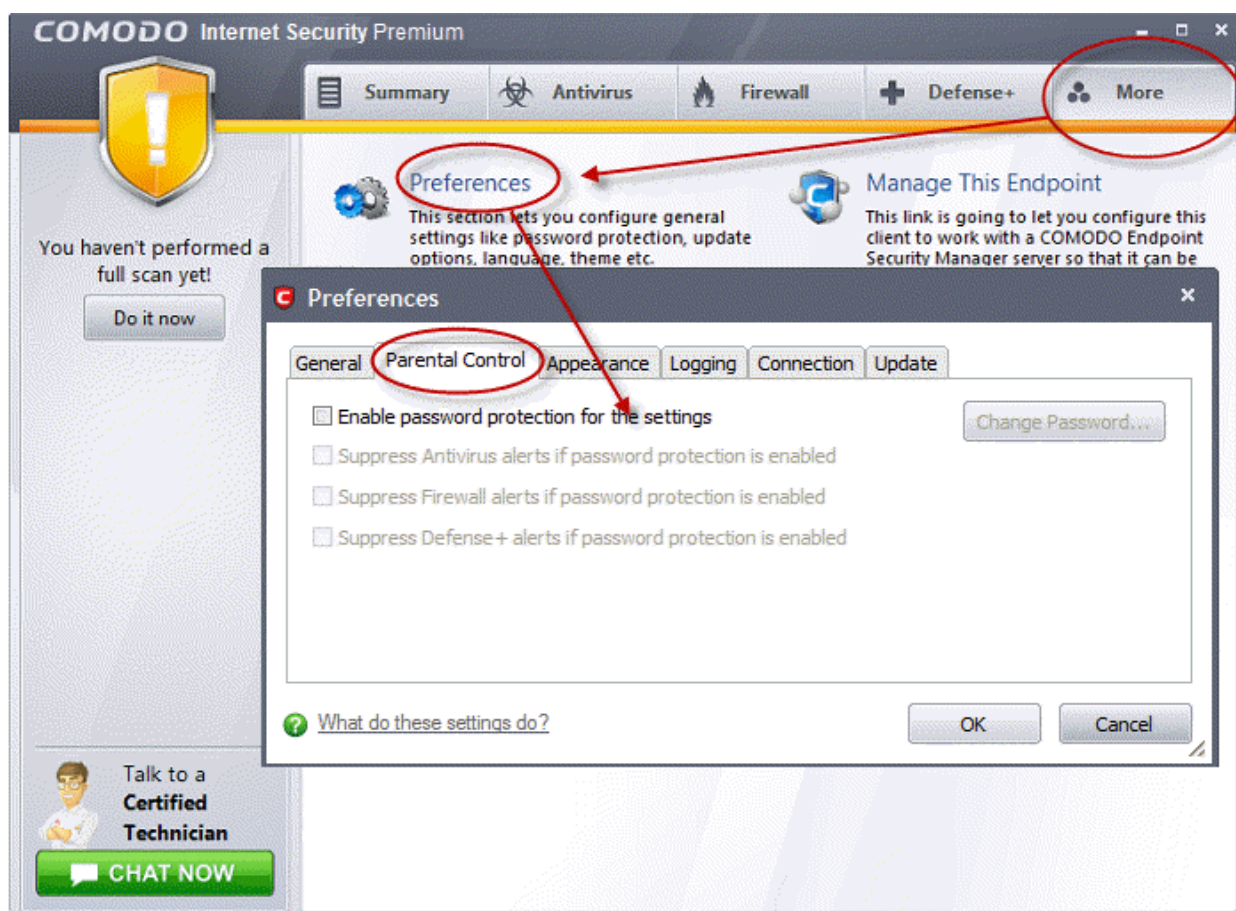 COMODO Internet Security Premium
Summary
Antivirus
Firewall
Defense+
More
You haven't performed a
full scan yet!
Do it now
Preferences
This section lets you configure general
settings like password protection, update
options, language, theme etc.
Manage This Endpoint
This link is going to let you configure this
client to work with a COMODO Endpoint
Security Manager server so that it can be
Preferences
General
Parental Control
Appearance
Logging
Connection
Update
Enable password protection for the settings
Change Password...
Suppress Antivirus alerts if password protection is enabled
Suppress Firewall alerts if password protection is enabled
Suppress Defense+ alerts if password protection is enabled
What do these settings do?
OK
Cancel
Talk to a
Certified
Technician
CHAT NOW